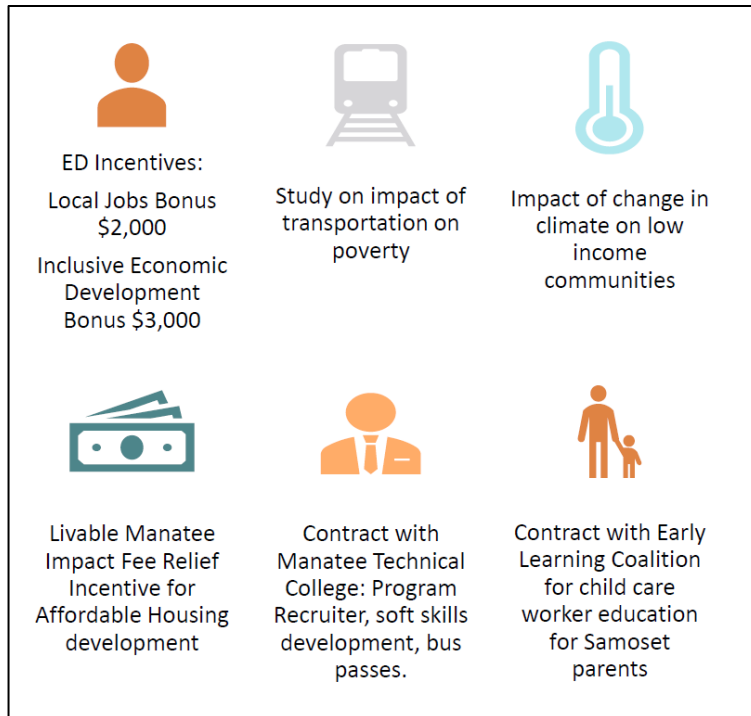 ED Incentives:
Local Jobs Bonus
$2,000
Inclusive Economic
Development
Bonus $3,000
Study on impact of
transportation on
poverty
Impact of change in
climate on low
income
communities
Livable Manatee
Impact Fee Relief
Incentive for
Affordable Housing
development
Contract with
Manatee Technical
College: Program
Recruiter, soft skills
development, bus
passes.
Contract with Early
Learning Coalition
for child care
worker education
for Samoset
parents